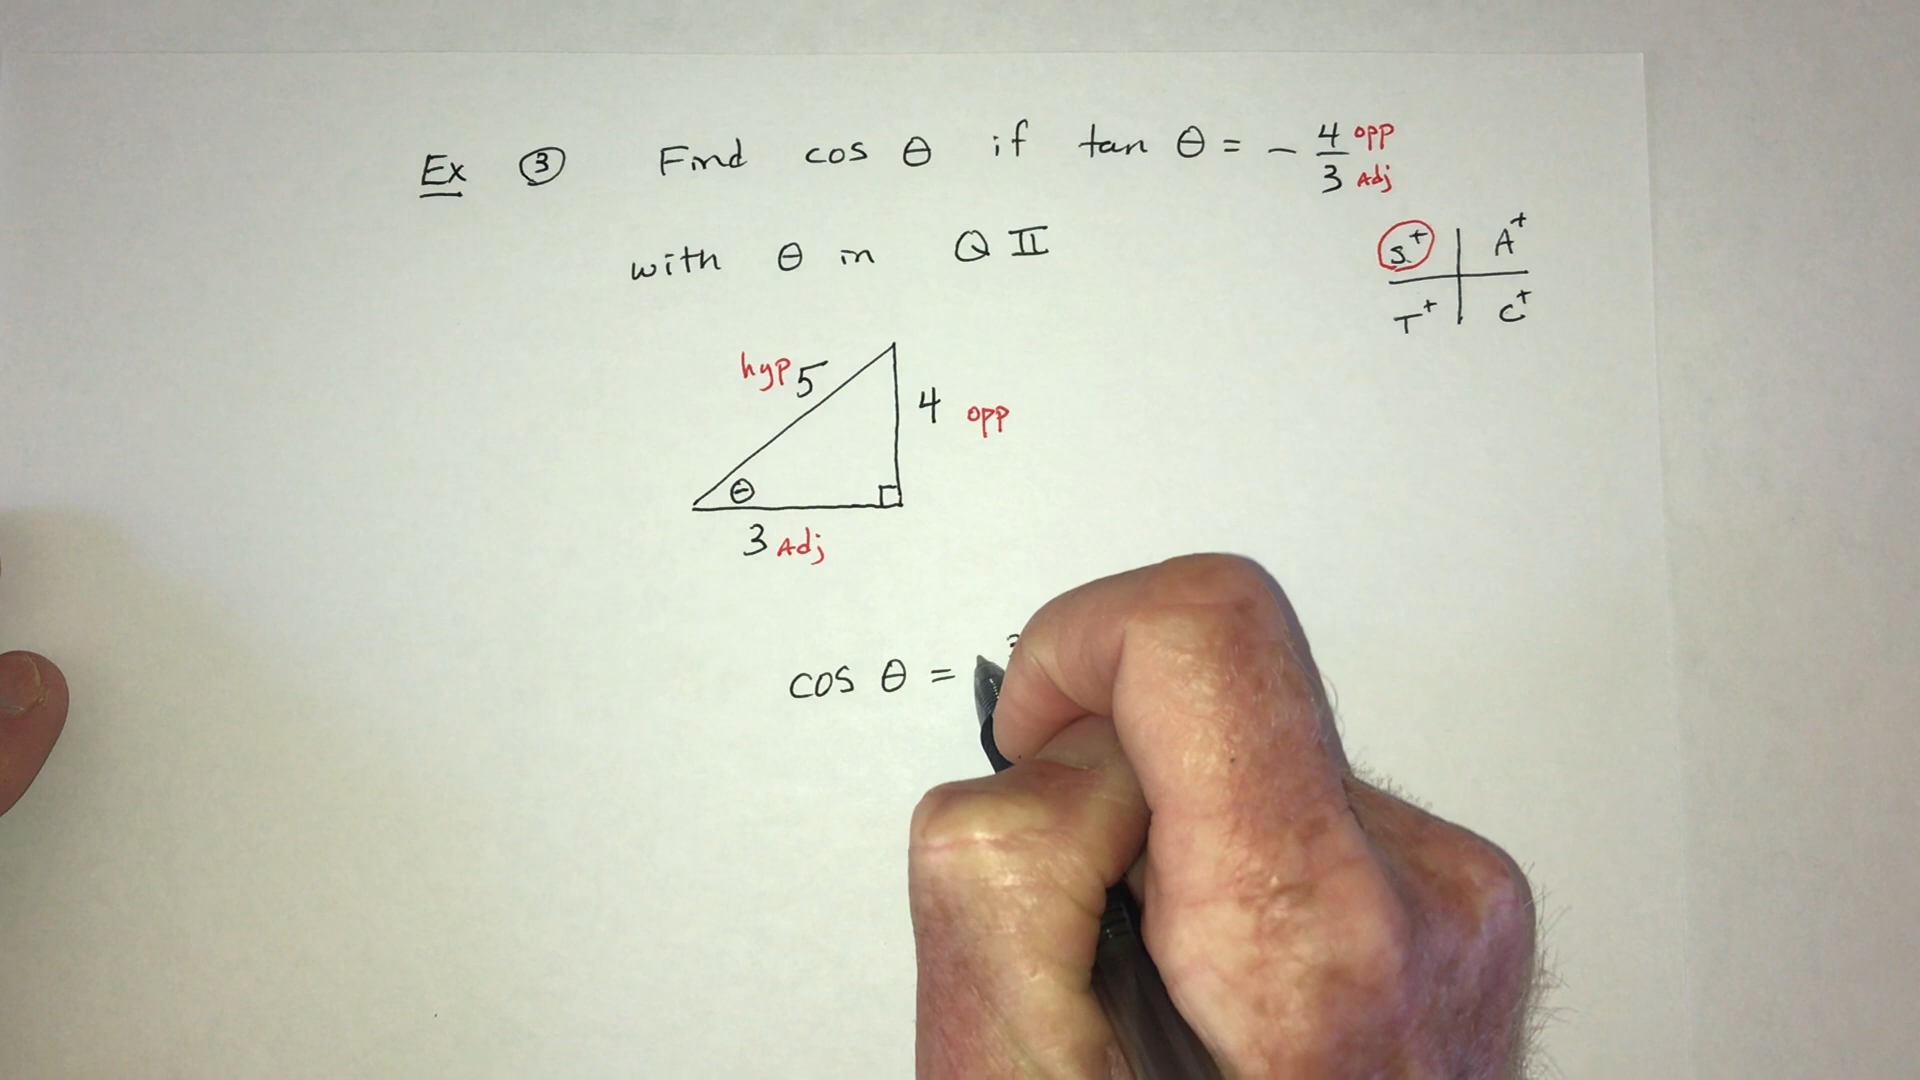 Ex ③ Find cos θ if tan θ = - 4/3 opp Adj
with θ in Q II
S+ A+
T+ C+
hyp 5
4 opp
θ
3 Adj
cos θ =